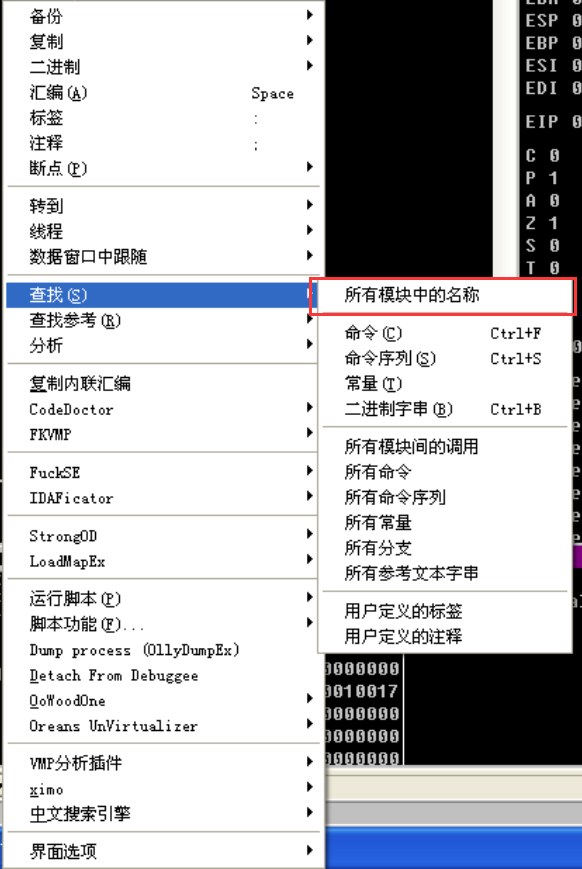 备份
复制
二进制
汇编(A) Space
标签 :
注释 ;
断点(P)
转到
线程
数据窗口中跟随
查找(S)
查找参考(R)
分析
复制内联汇编
CodeDoctor
FKVMP
FuckSE
IDAFicator
StrongOD
LoadMapEx
运行脚本(P)
脚本功能(F)...
Dump process (OllyDumpEx)
Detach From Debuggee
QoWoodOne
Oreans UnVirtualizer
VMP分析插件
ximo
中文搜索引擎
界面选项
所有模块中的名称
命令(C) Ctrl+F
命令序列(S) Ctrl+S
常量(T)
二进制字串(B) Ctrl+B
所有模块间的调用
所有命令
所有命令序列
所有常量
所有分支
所有参考文本字串
用户定义的标签
用户定义的注释
ESP 0
EBP 0
ESI 0
EDI 0
EIP 0
C 0
P 1
A 0
Z 1
S 0
T 0
0000000
0010017
0000000
0000000
0000000